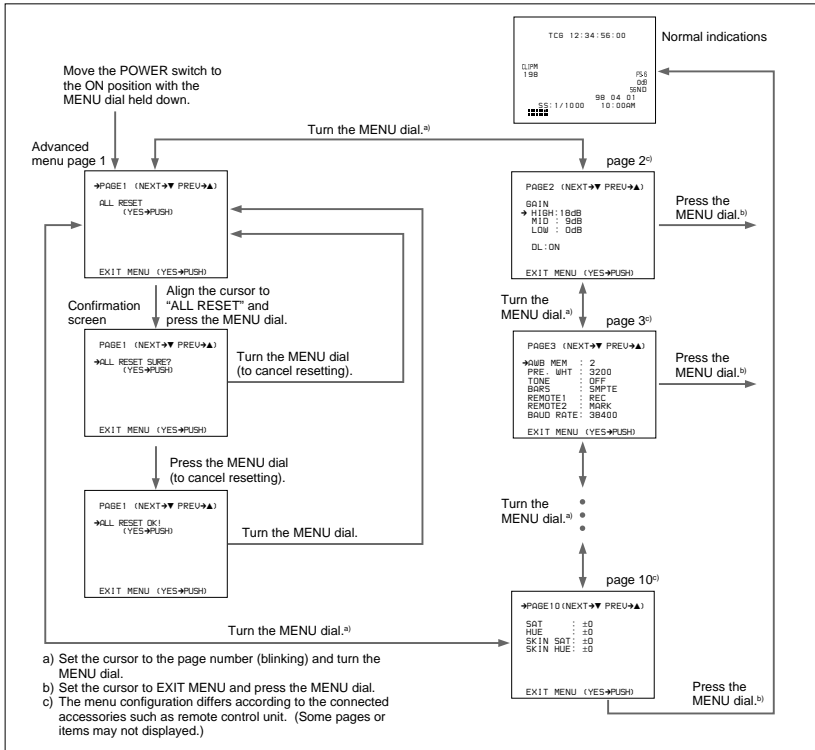 TCG 12:34:56:00
Normal indications
CLIPM
198
FS-6
0dB
56ND
98 04 01
SS:1/1000 10:00AM
Move the POWER switch to
the ON position with the
MENU dial held down.
Turn the MENU dial.a)
Advanced
menu page 1
➔PAGE1 (NEXT➔▼ PREV➔▲)
ALL RESET
(YES➔PUSH)
EXIT MENU (YES➔PUSH)
page 2c)
PAGE2 (NEXT➔▼ PREV➔▲)
GAIN
➔ HIGH:18dB
MID : 9dB
LOW : 0dB
DL:ON
EXIT MENU (YES➔PUSH)
Press the
MENU dial.b)
Align the cursor to
“ALL RESET” and
press the MENU dial.
Turn the
MENU dial.a)
Confirmation
screen
PAGE1 (NEXT➔▼ PREV➔▲)
➔ALL RESET SURE?
(YES➔PUSH)
EXIT MENU (YES➔PUSH)
Turn the MENU dial
(to cancel resetting).
page 3c)
PAGE3 (NEXT➔▼ PREV➔▲)
➔AWB MEM : 2
PRE. WHT : 3200
TONE : OFF
BARS : SMPTE
REMOTE1 : REC
REMOTE2 : MARK
BAUD RATE: 38400
EXIT MENU (YES➔PUSH)
Press the
MENU dial.b)
Press the MENU dial
(to cancel resetting).
PAGE1 (NEXT➔▼ PREV➔▲)
➔ALL RESET OK!
(YES➔PUSH)
EXIT MENU (YES➔PUSH)
Turn the MENU dial.
Turn the
MENU dial.a)
page 10c)
➔PAGE10(NEXT➔▼ PREV➔▲)
SAT : ±0
HUE : ±0
SKIN SAT: ±0
SKIN HUE: ±0
EXIT MENU (YES➔PUSH)
Turn the MENU dial.a)
Press the
MENU dial.b)
a) Set the cursor to the page number (blinking) and turn the
MENU dial.
b) Set the cursor to EXIT MENU and press the MENU dial.
c) The menu configuration differs according to the connected
accessories such as remote control unit. (Some pages or
items may not displayed.)